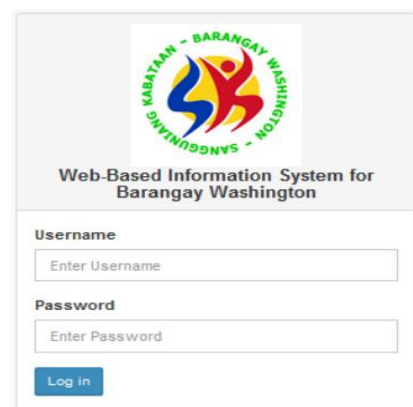 BARANGAY WASHINGTON - SANGGUNIANG KABATAAN -
Web-Based Information System for
Barangay Washington
Username
Enter Username
Password
Enter Password
Log in